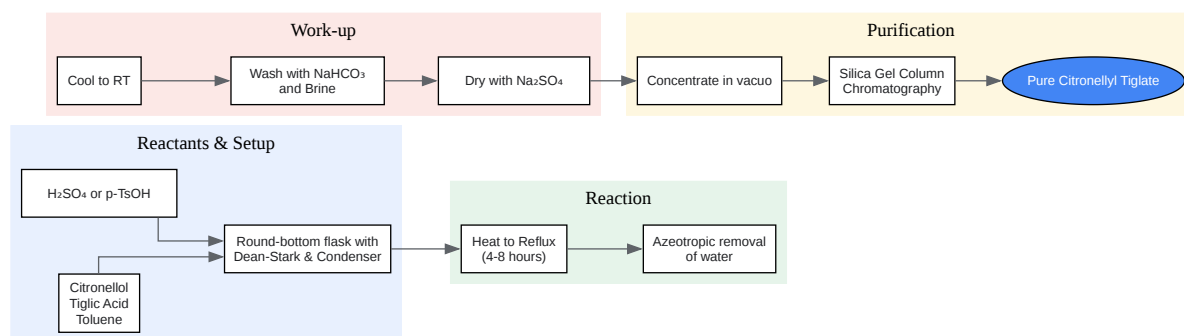 Work-up
Cool to RT
Wash with NaHCO₃
and Brine
Dry with Na₂SO₄
Purification
Concentrate in vacuo
Silica Gel Column
Chromatography
Pure Citronellyl Tiglate
Reactants & Setup
H₂SO₄ or p-TsOH
Citronellol
Tiglic Acid
Toluene
Round-bottom flask with
Dean-Stark & Condenser
Reaction
Heat to Reflux
(4-8 hours)
Azeotropic removal
of water